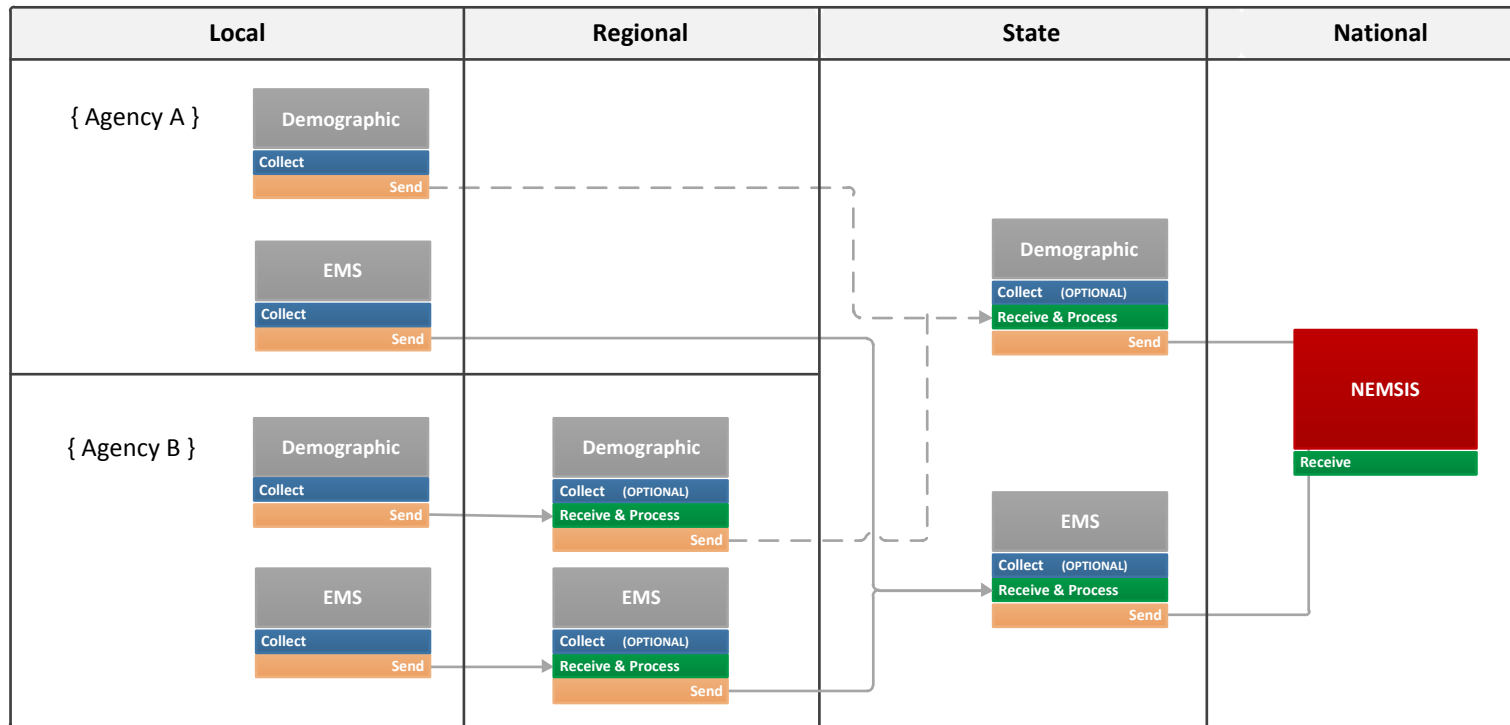 Local
Regional
State
National
{ Agency A }
Demographic
Collect
Send
EMS
Collect
Send
{ Agency B }
Demographic
Collect
Send
EMS
Collect
Send
Demographic
Collect (OPTIONAL)
Receive & Process
Send
EMS
Collect (OPTIONAL)
Receive & Process
Send
Demographic
Collect (OPTIONAL)
Receive & Process
Send
EMS
Collect (OPTIONAL)
Receive & Process
Send
NEMSIS
Receive